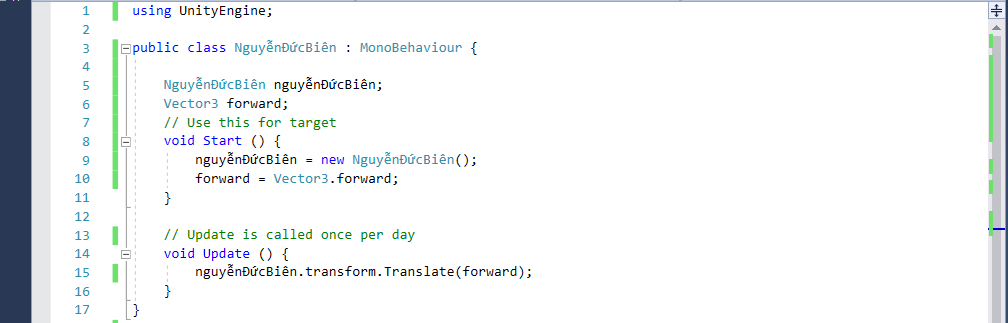 1 using UnityEngine;
2
3 public class NguyễnĐứcBiên : MonoBehaviour {
4
5 NguyễnĐứcBiên nguyễnĐứcBiên;
6 Vector3 forward;
7 // Use this for target
8 void Start () {
9 nguyễnĐứcBiên = new NguyễnĐứcBiên();
10 forward = Vector3.forward;
11 }
12
13 // Update is called once per day
14 void Update () {
15 nguyễnĐứcBiên.transform.Translate(forward);
16 }
17 }